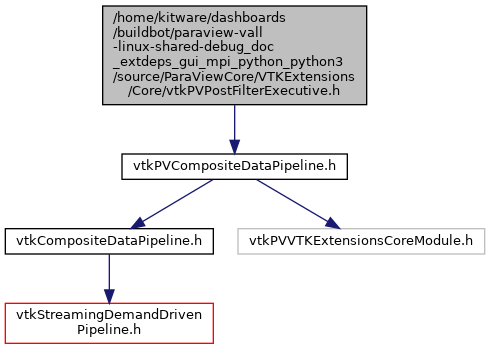 /home/kitware/dashboards
/buildbot/paraview-vall
-linux-shared-debug_doc
_extdeps_gui_mpi_python_python3
/source/ParaViewCore/VTKExtensions
/Core/vtkPVPostFilterExecutive.h
vtkPVCompositeDataPipeline.h
vtkCompositeDataPipeline.h
vtkPVVTKExtensionsCoreModule.h
vtkStreamingDemandDriven
Pipeline.h